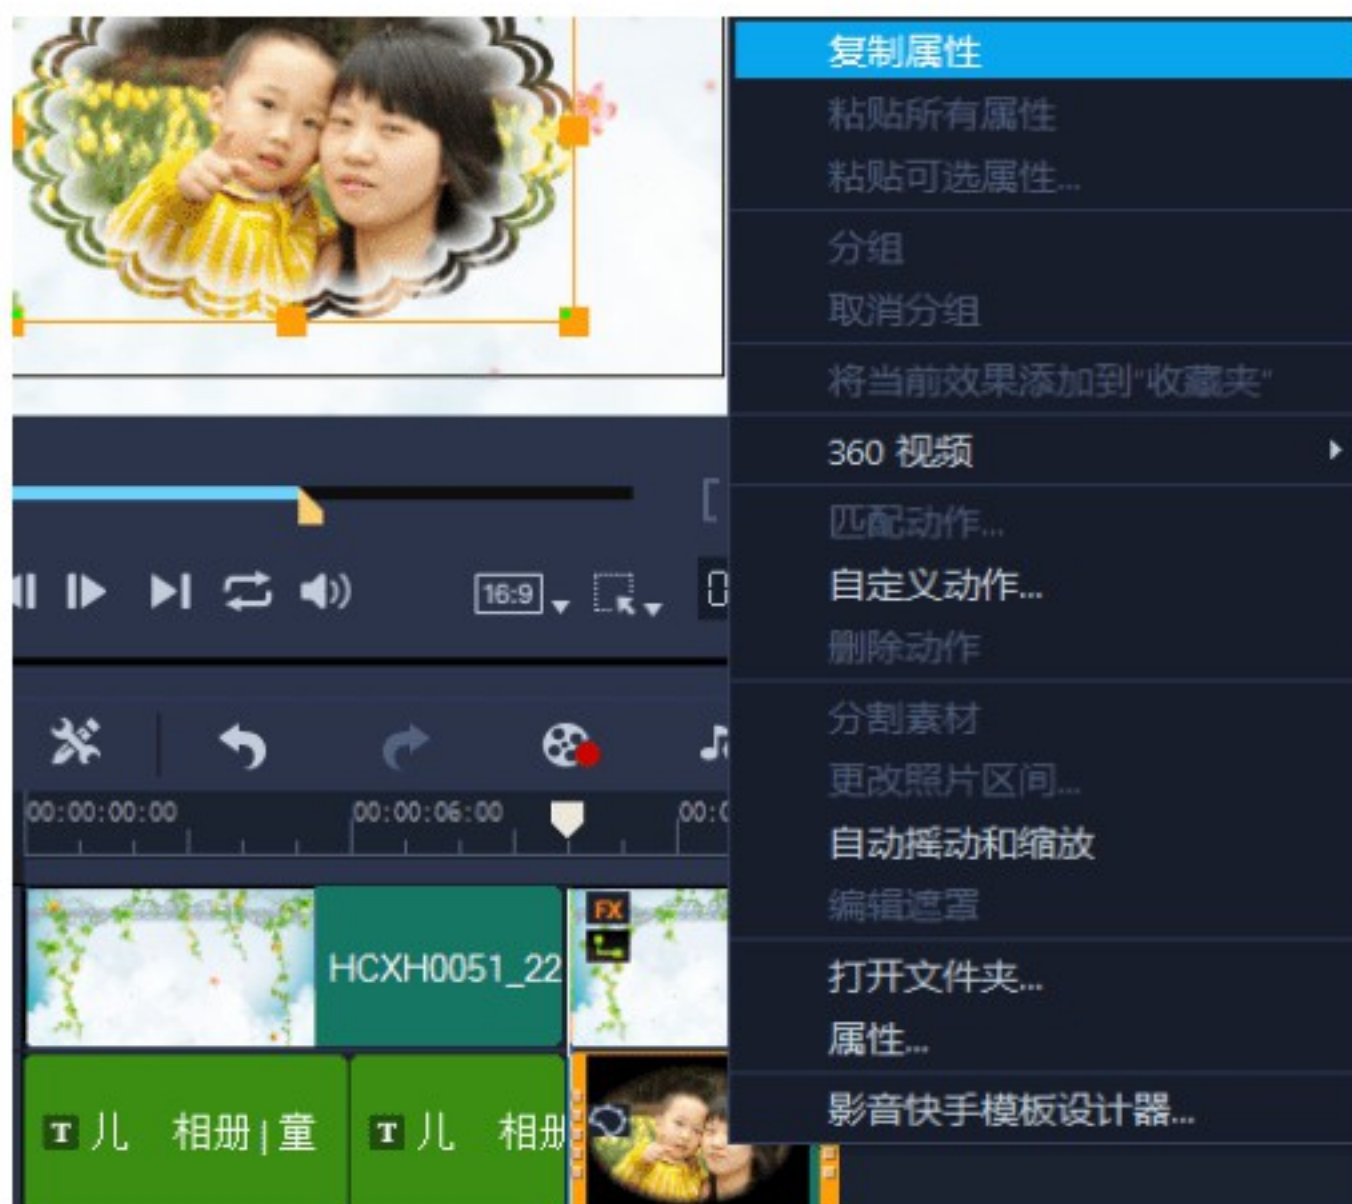 复制属性
粘贴所有属性
粘贴可选属性...
分组
取消分组
将当前效果添加到"收藏夹"
360 视频
匹配动作...
自定义动作...
删除动作
分割素材
更改照片区间...
自动摇动和缩放
编辑遮罩
打开文件夹...
属性...
影音快手模板设计器...
16:9
00:00:00:00 00:00:06:00
FX
HCXH0051_22
T 儿 相册|童 T 儿 相册